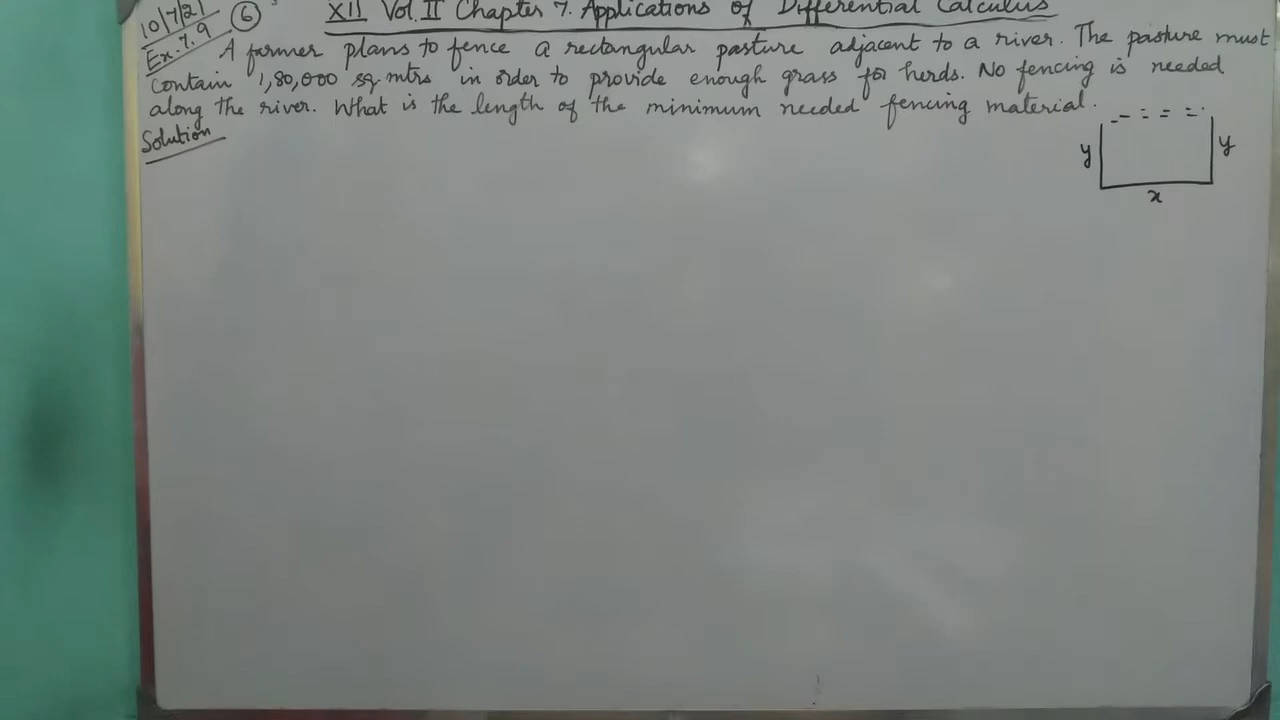 XII Vol. II Chapter 7. Applications of Differential Calculus
10/7/21
Ex. 7.9
6
A farmer plans to fence a rectangular pasture adjacent to a river. The pasture must
contain 1,80,000 sq.mtrs in order to provide enough grass for herds. No fencing is needed
along the river. What is the length of the minimum needed fencing material.
Solution
y
y
x